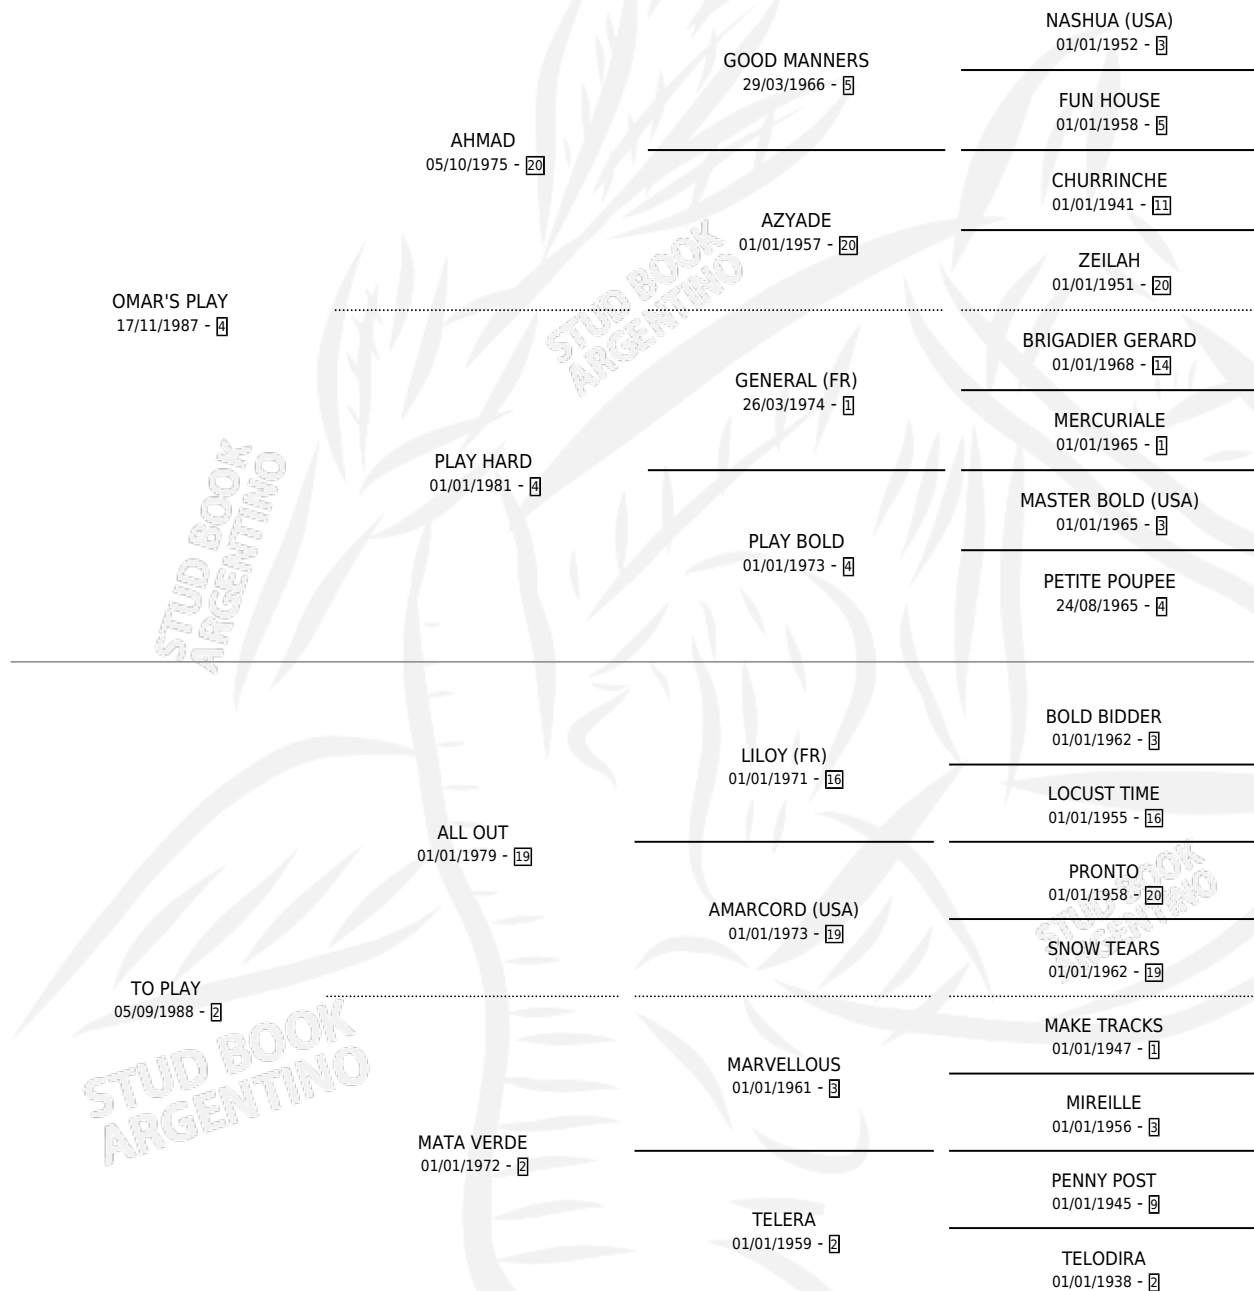 NASHUA (USA)
01/01/1952 - 3
GOOD MANNERS
29/03/1966 - 5
FUN HOUSE
01/01/1958 - 5
AHMAD
05/10/1975 - 20
CHURRINCHE
01/01/1941 - 11
AZYADE
01/01/1957 - 20
ZEILAH
01/01/1951 - 20
STUD BOOK
ARGENTINO
OMAR'S PLAY
17/11/1987 - 4
BRIGADIER GERARD
01/01/1968 - 14
GENERAL (FR)
26/03/1974 - 1
MERCURIALE
01/01/1965 - 1
PLAY HARD
01/01/1981 - 4
MASTER BOLD (USA)
01/01/1965 - 3
PLAY BOLD
01/01/1973 - 4
PETITE POUPEE
24/08/1965 - 4
STUD BOOK
ARGENTINO
BOLD BIDDER
01/01/1962 - 3
LILOY (FR)
01/01/1971 - 16
LOCUST TIME
01/01/1955 - 16
ALL OUT
01/01/1979 - 19
PRONTO
01/01/1958 - 20
AMARCORD (USA)
01/01/1973 - 19
SNOW TEARS
01/01/1962 - 19
STUD BOOK
ARGENTINO
TO PLAY
05/09/1988 - 2
MAKE TRACKS
01/01/1947 - 1
MARVELLOUS
01/01/1961 - 3
MIREILLE
01/01/1956 - 3
STUD BOOK
ARGENTINO
MATA VERDE
01/01/1972 - 2
PENNY POST
01/01/1945 - 9
TELERA
01/01/1959 - 2
TELODIRA
01/01/1938 - 2